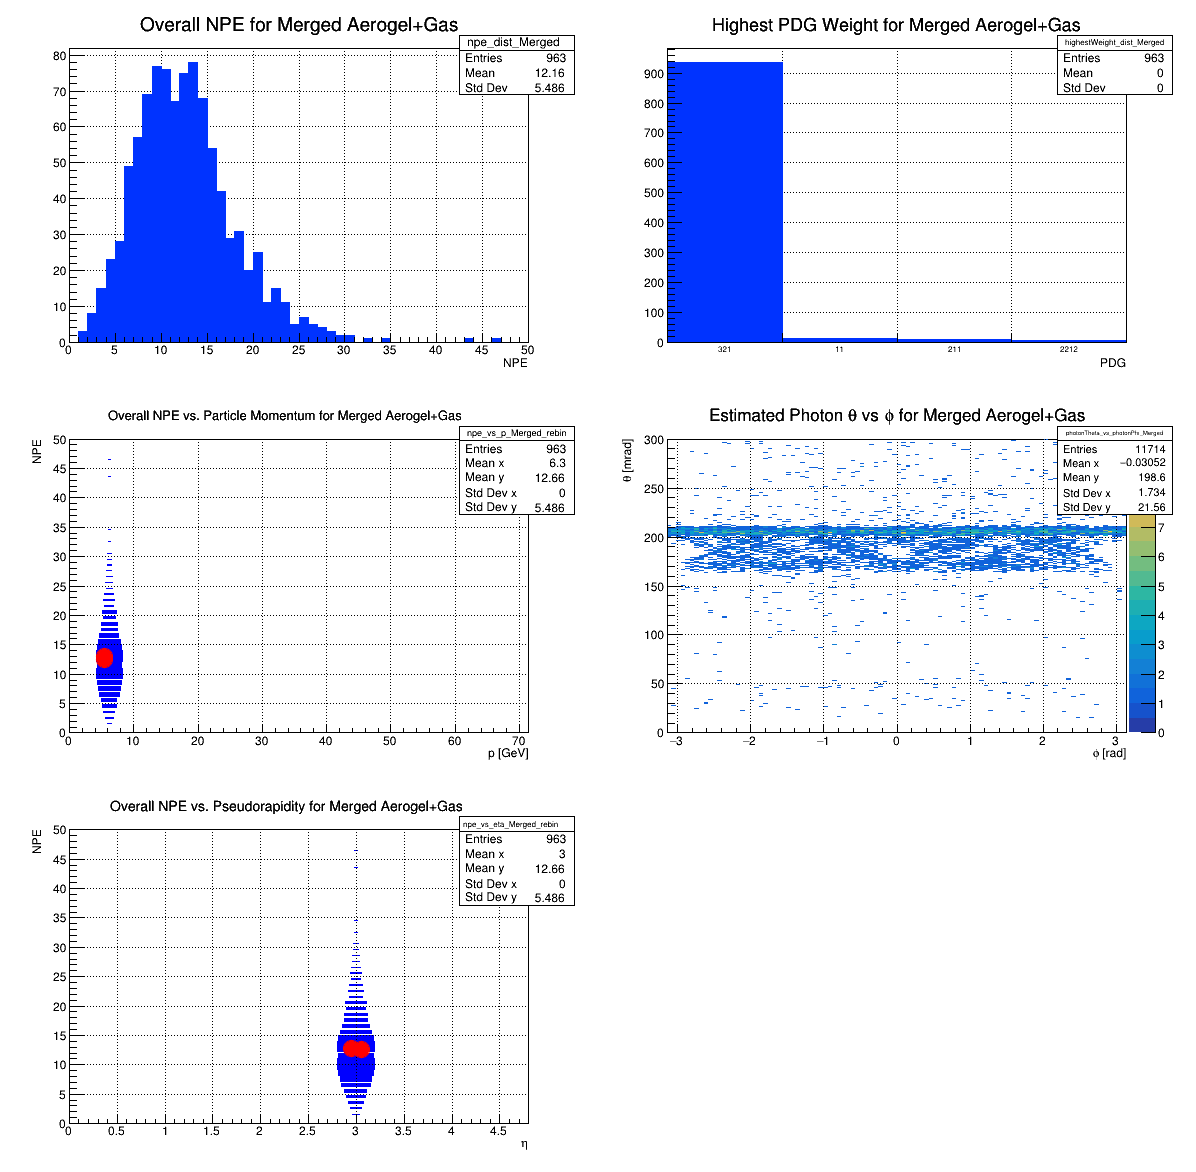 Overall NPE for Merged Aerogel+Gas
npe_dist_Merged
Entries 963
Mean 12.16
Std Dev 5.486
80
70
60
50
40
30
20
10
0
0 5 10 15 20 25 30 35 40 45 50
NPE
Highest PDG Weight for Merged Aerogel+Gas
highestWeight_dist_Merged
Entries 963
Mean 0
Std Dev 0
900
800
700
600
500
400
300
200
100
0
321 11 211 2212
PDG
Overall NPE vs. Particle Momentum for Merged Aerogel+Gas
npe_vs_p_Merged_rebin
Entries 963
Mean x 6.3
Mean y 12.66
Std Dev x 0
Std Dev y 5.486
NPE
50
45
40
35
30
25
20
15
10
5
0
0 10 20 30 40 50 60 70
p [GeV]
Estimated Photon θ vs ϕ for Merged Aerogel+Gas
photonTheta_vs_photonPhi_Merged
Entries 11714
Mean x −0.03052
Mean y 198.6
Std Dev x 1.734
Std Dev y 21.56
θ [mrad]
300
250
200
150
100
50
0
−3 −2 −1 0 1 2 3
ϕ [rad]
7
6
5
4
3
2
1
0
Overall NPE vs. Pseudorapidity for Merged Aerogel+Gas
npe_vs_eta_Merged_rebin
Entries 963
Mean x 3
Mean y 12.66
Std Dev x 0
Std Dev y 5.486
NPE
50
45
40
35
30
25
20
15
10
5
0
0 0.5 1 1.5 2 2.5 3 3.5 4 4.5
η